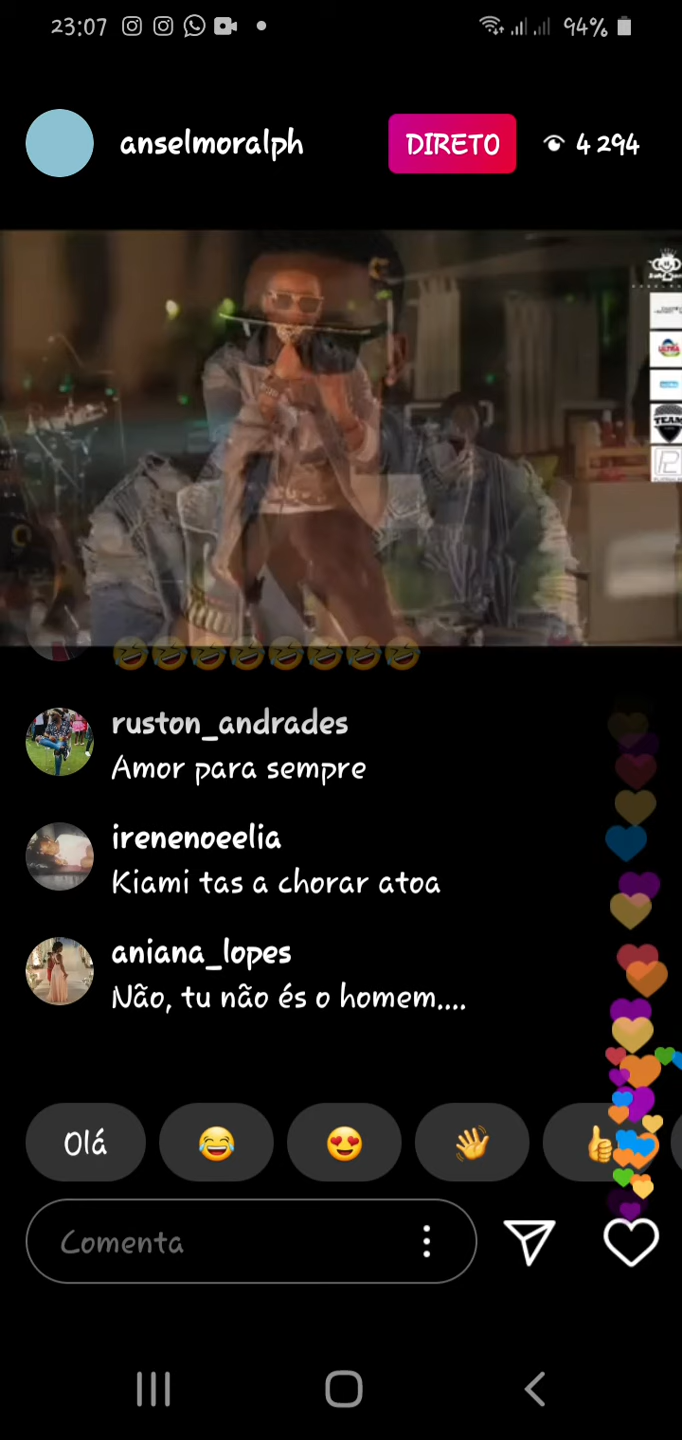 23:07
94%
anselmoralph
DIRETO
4 294
TEAM
ruston_andrades
Amor para sempre
irenenoeelia
Kiami tas a chorar atoa
aniana_lopes
Não, tu não és o homem....
Olá
Comenta